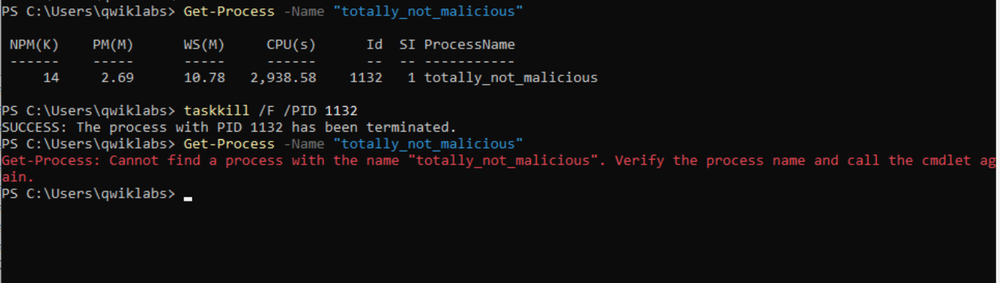 PS C:\Users\qwiklabs> Get-Process -Name "totally_not_malicious"
NPM(K)    PM(M)      WS(M)     CPU(s)      Id  SI ProcessName
------    -----      -----     ------      --  -- -----------
    14     2.69      10.78   2,938.58    1132   1 totally_not_malicious
PS C:\Users\qwiklabs> taskkill /F /PID 1132
SUCCESS: The process with PID 1132 has been terminated.
PS C:\Users\qwiklabs> Get-Process -Name "totally_not_malicious"
Get-Process: Cannot find a process with the name "totally_not_malicious". Verify the process name and call the cmdlet ag
ain.
PS C:\Users\qwiklabs>